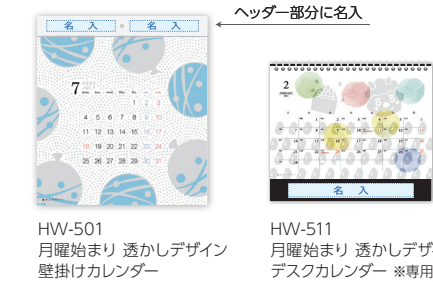 ヘッダー部分に名入
名 入 名 入
7
1 2 3
4 5 6 7 8 9 10
11 12 13 14 15 16 17
18 19 20 21 22 23 24
25 26 27 28 29 30 31
2
名 入
HW-501
月曜始まり 透かしデザイン
壁掛けカレンダー
HW-511
月曜始まり 透かしデザ
デスクカレンダー ※専用